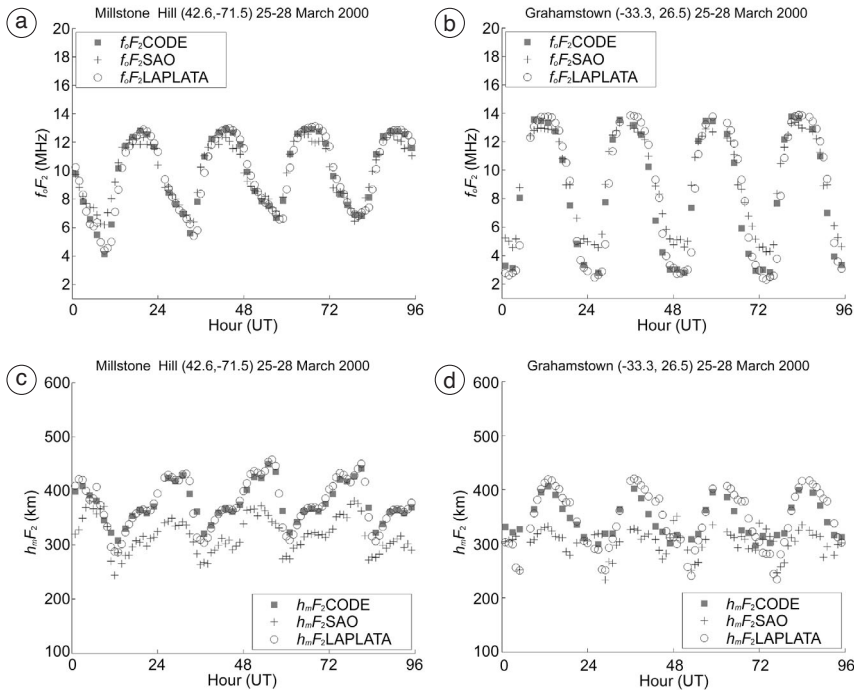 a
Millstone Hill (42.6,-71.5) 25-28 March 2000
20
18
16
14
12
10
8
6
4
2
foF2 (MHz)
foF2CODE
foF2SAO
foF2LAPLATA
0
24
48
72
96
Hour (UT)
b
Grahamstown (-33.3, 26.5) 25-28 March 2000
20
18
16
14
12
10
8
6
4
2
foF2 (MHz)
foF2CODE
foF2SAO
foF2LAPLATA
0
24
48
72
96
Hour (UT)
c
Millstone Hill (42.6,-71.5) 25-28 March 2000
600
500
400
300
200
100
hmF2 (km)
hmF2CODE
hmF2SAO
hmF2LAPLATA
0
24
48
72
96
Hour (UT)
d
Grahamstown (-33.3, 26.5) 25-28 March 2000
600
500
400
300
200
100
hmF2 (km)
hmF2CODE
hmF2SAO
hmF2LAPLATA
0
24
48
72
96
Hour (UT)